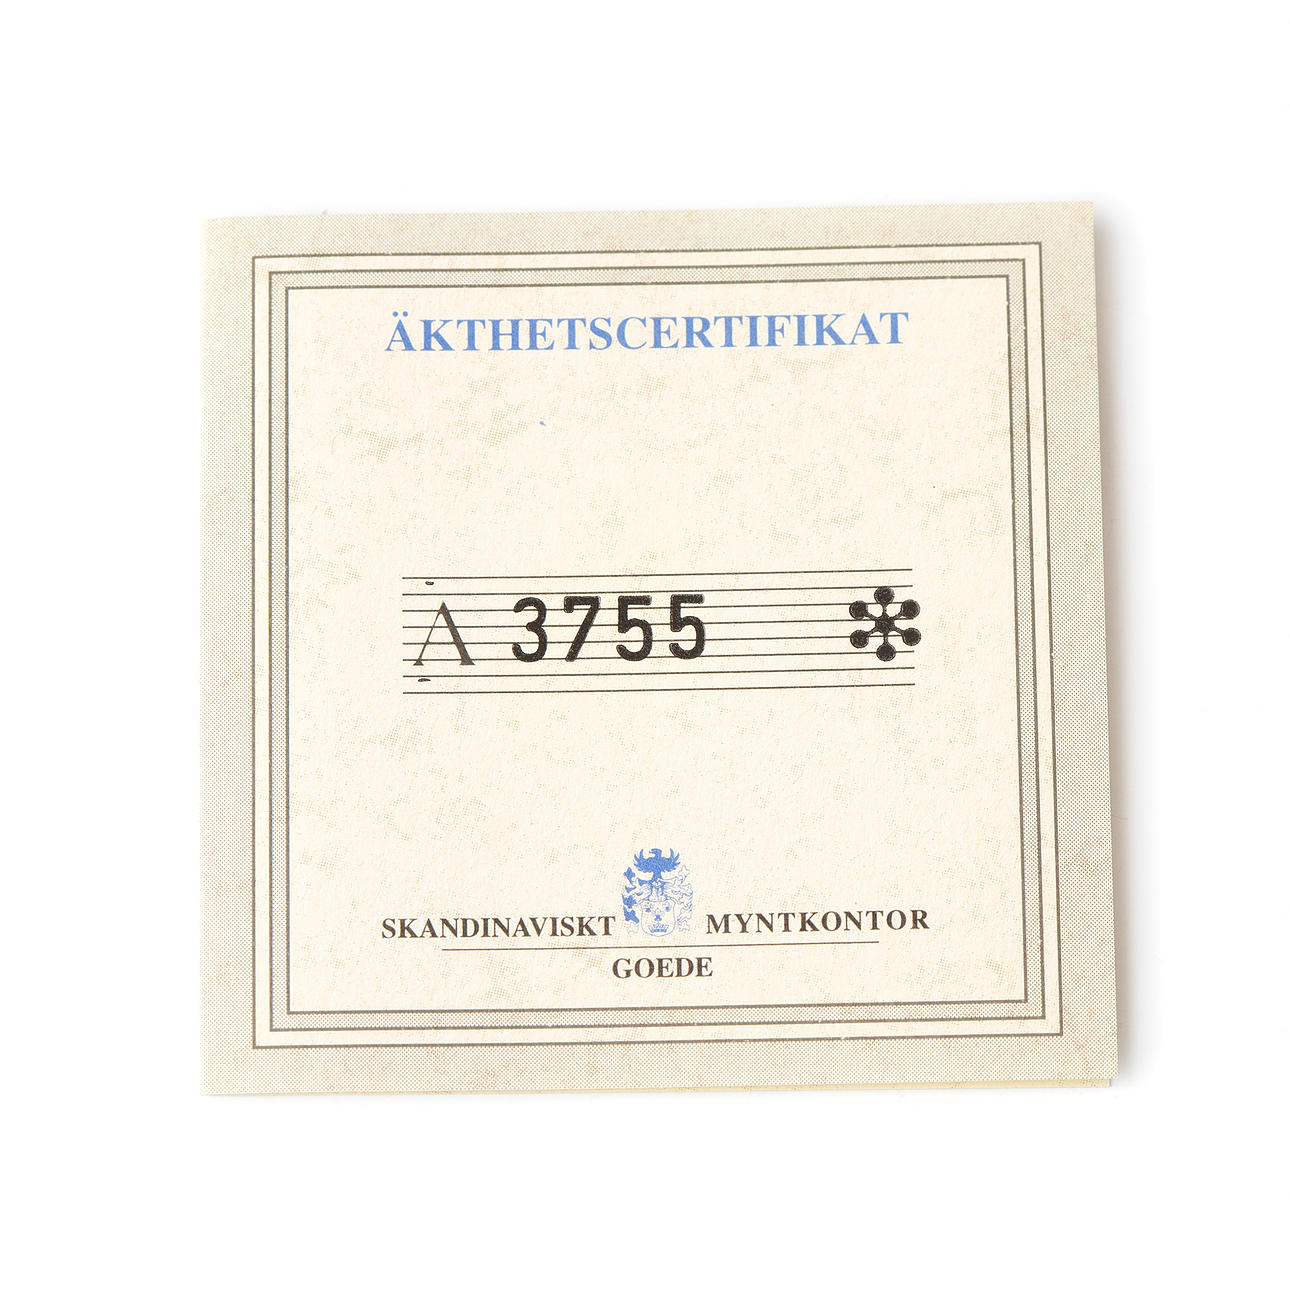 ÄKTHETSCERTIFIKAT
A 3755
SKANDINAVISKT MYNTKONTOR
GOEDE